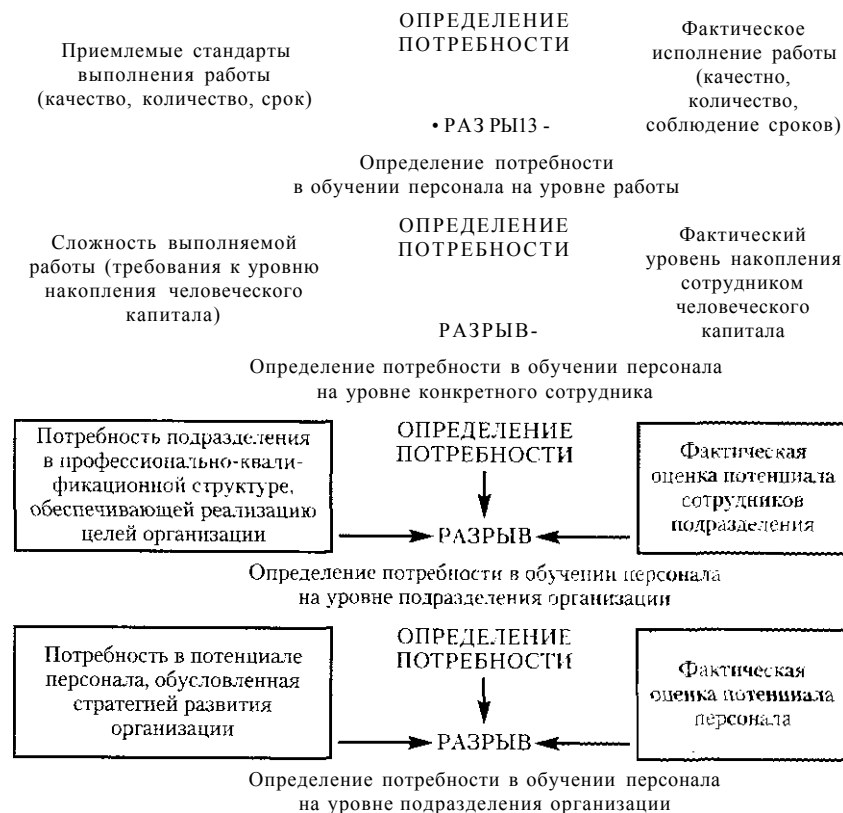 Приемлемые стандарты
выполнения работы
(качество, количество, срок)
ОПРЕДЕЛЕНИЕ
ПОТРЕБНОСТИ
Фактическое
исполнение работы
(качестно,
количество,
соблюдение сроков)
• РАЗ РЫ13 -
Определение потребности
в обучении персонала на уровне работы
Сложность выполняемой
работы (требования к уровню
накопления человеческого
капитала)
ОПРЕДЕЛЕНИЕ
ПОТРЕБНОСТИ
Фактический
уровень накопления
сотрудником
человеческого
капитала
РАЗРЫВ-
Определение потребности в обучении персонала
на уровне конкретного сотрудника
Потребность подразделения
в профессионально-квали-
фикационной структуре,
обеспечивающей реализацию
целей организации
ОПРЕДЕЛЕНИЕ
ПОТРЕБНОСТИ
Фактическая
оценка потенциала
сотрудников
подразделения
РАЗРЫВ
Определение потребности в обучении персонала
на уровне подразделения организации
Потребность в потенциале
персонала, обусловленная
стратегией развития
организации
ОПРЕДЕЛЕНИЕ
ПОТРЕБНОСТИ
Фактическая
оценка потенциала
персонала
РАЗРЫВ
Определение потребности в обучении персонала
на уровне подразделения организации